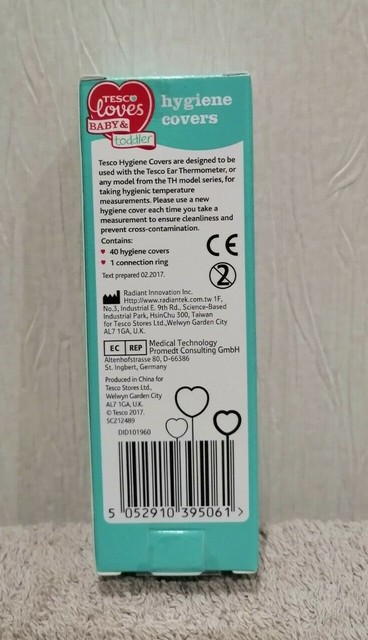 TESCO
loves
BABY &
toddler
hygiene
covers
Tesco Hygiene Covers are designed to be
used with the Tesco Ear Thermometer, or
any model from the TH model series, for
taking hygienic temperature
measurements. Please use a new
hygiene cover each time you take a
measurement to ensure cleanliness and
prevent cross-contamination.
Contains:
40 hygiene covers
1 connection ring
Text prepared 02.2017.
CE
2
Radiant Innovation Inc.
Http://www.radiantek.com.tw 1F,
No.3, Industrial E. 9th Rd., Science-Based
Industrial Park, HsinChu 300, Taiwan
for Tesco Stores Ltd.,Welwyn Garden City
AL7 1GA, U.K.
EC REP Medical Technology
Promedt Consulting GmbH
Altenhofstrasse 80, D-66386
St. Ingbert, Germany
Produced in China for
Tesco Stores Ltd.,
Welwyn Garden City
AL7 1GA, U.K.
© Tesco 2017.
SC212489
DID101960
5 052910 395061 >